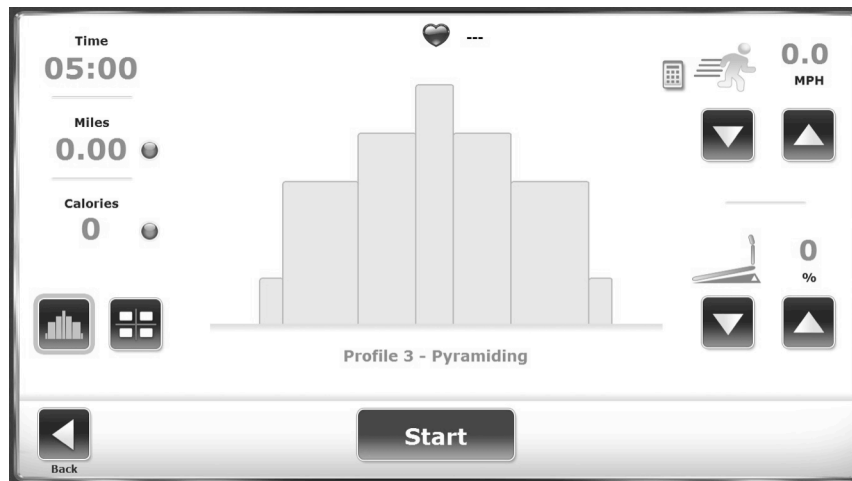 Time
05:00
Miles
0.00
Calories
0
---
0.0
MPH
0
%
Profile 3 - Pyramiding
Back
Start